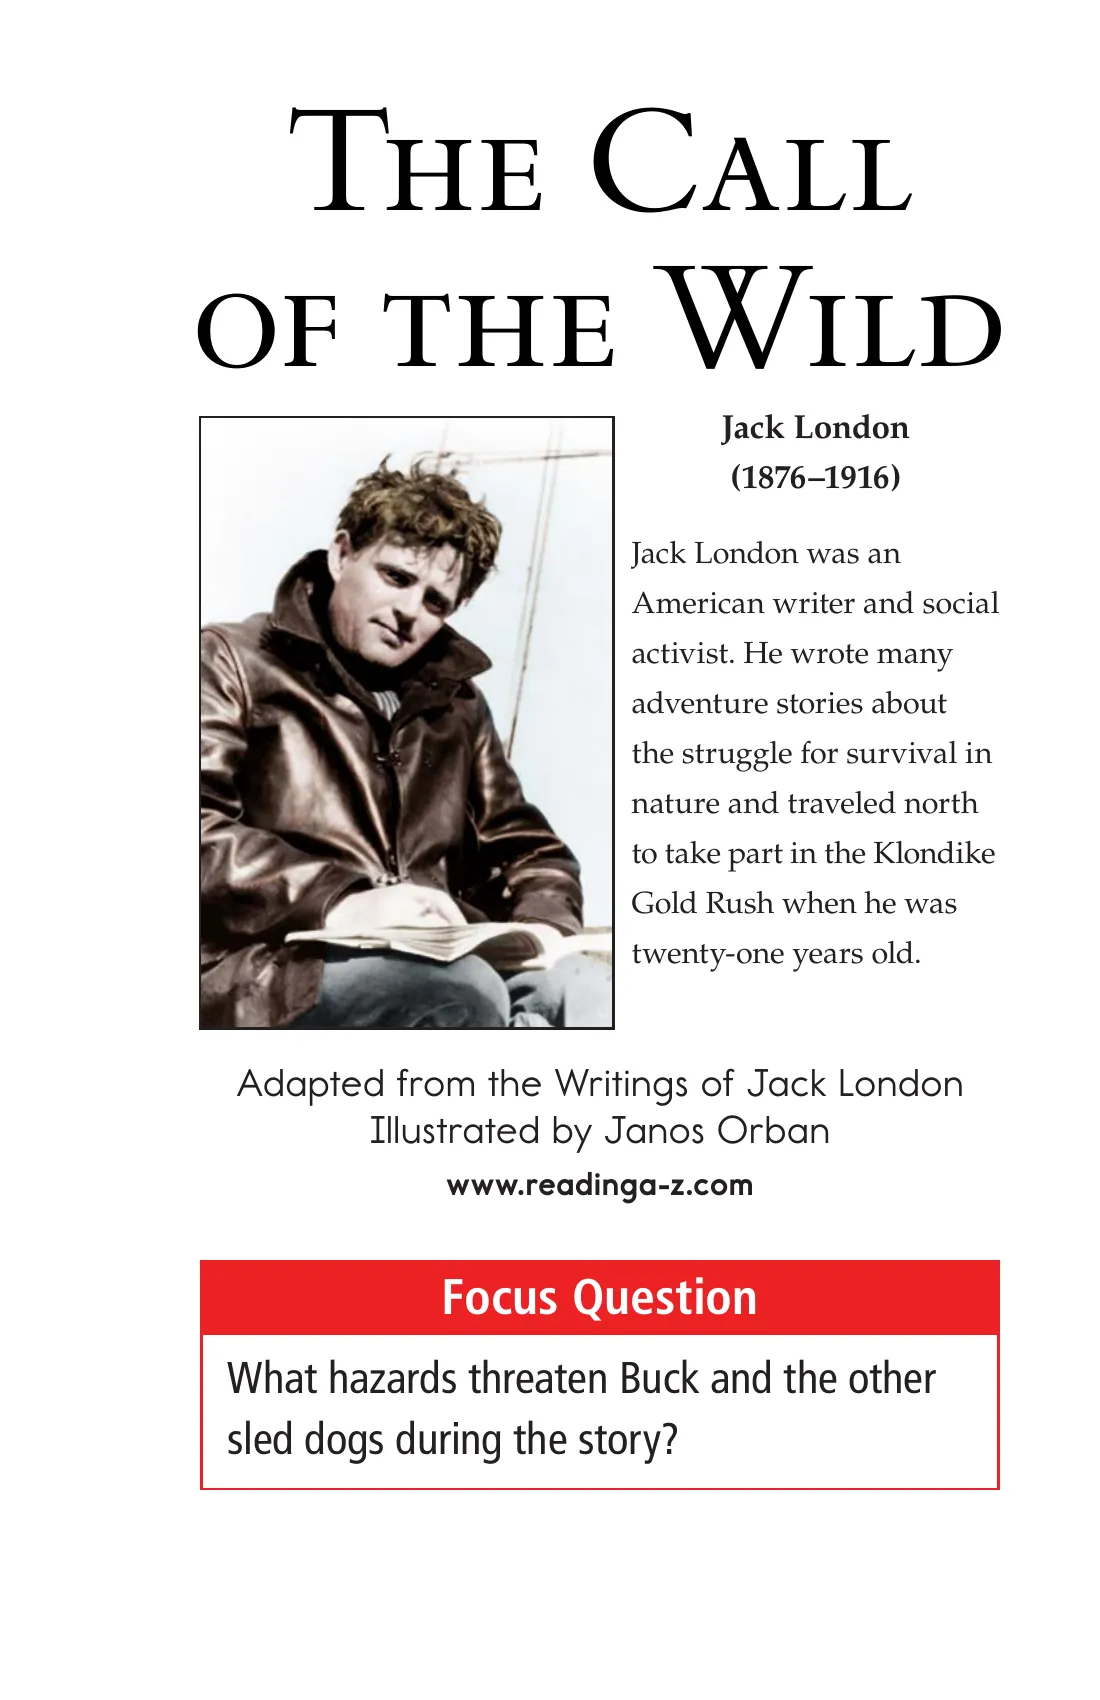 The Call
of the Wild
Jack London
(1876–1916)
Jack London was an
American writer and social
activist. He wrote many
adventure stories about
the struggle for survival in
nature and traveled north
to take part in the Klondike
Gold Rush when he was
twenty-one years old.
Adapted from the Writings of Jack London
Illustrated by Janos Orban
www.readinga-z.com
Focus Question
What hazards threaten Buck and the other
sled dogs during the story?